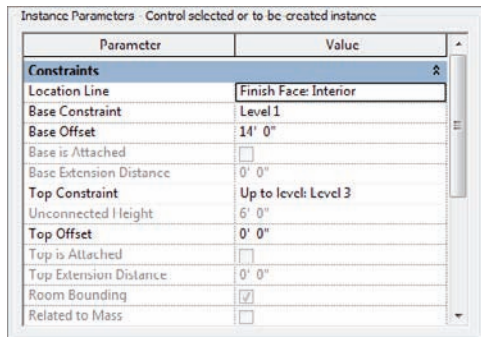 Instance Parameters - Control selected or to-be-created instance
Parameter Value
Constraints
Location Line Finish Face: Interior
Base Constraint Level 1
Base Offset 14' 0"
Base is Attached
Base Extension Distance 0' 0"
Top Constraint Up to level: Level 3
Unconnected Height 6' 0"
Top Offset 0' 0"
Top is Attached
Top Extension Distance 0' 0"
Room Bounding
Related to Mass